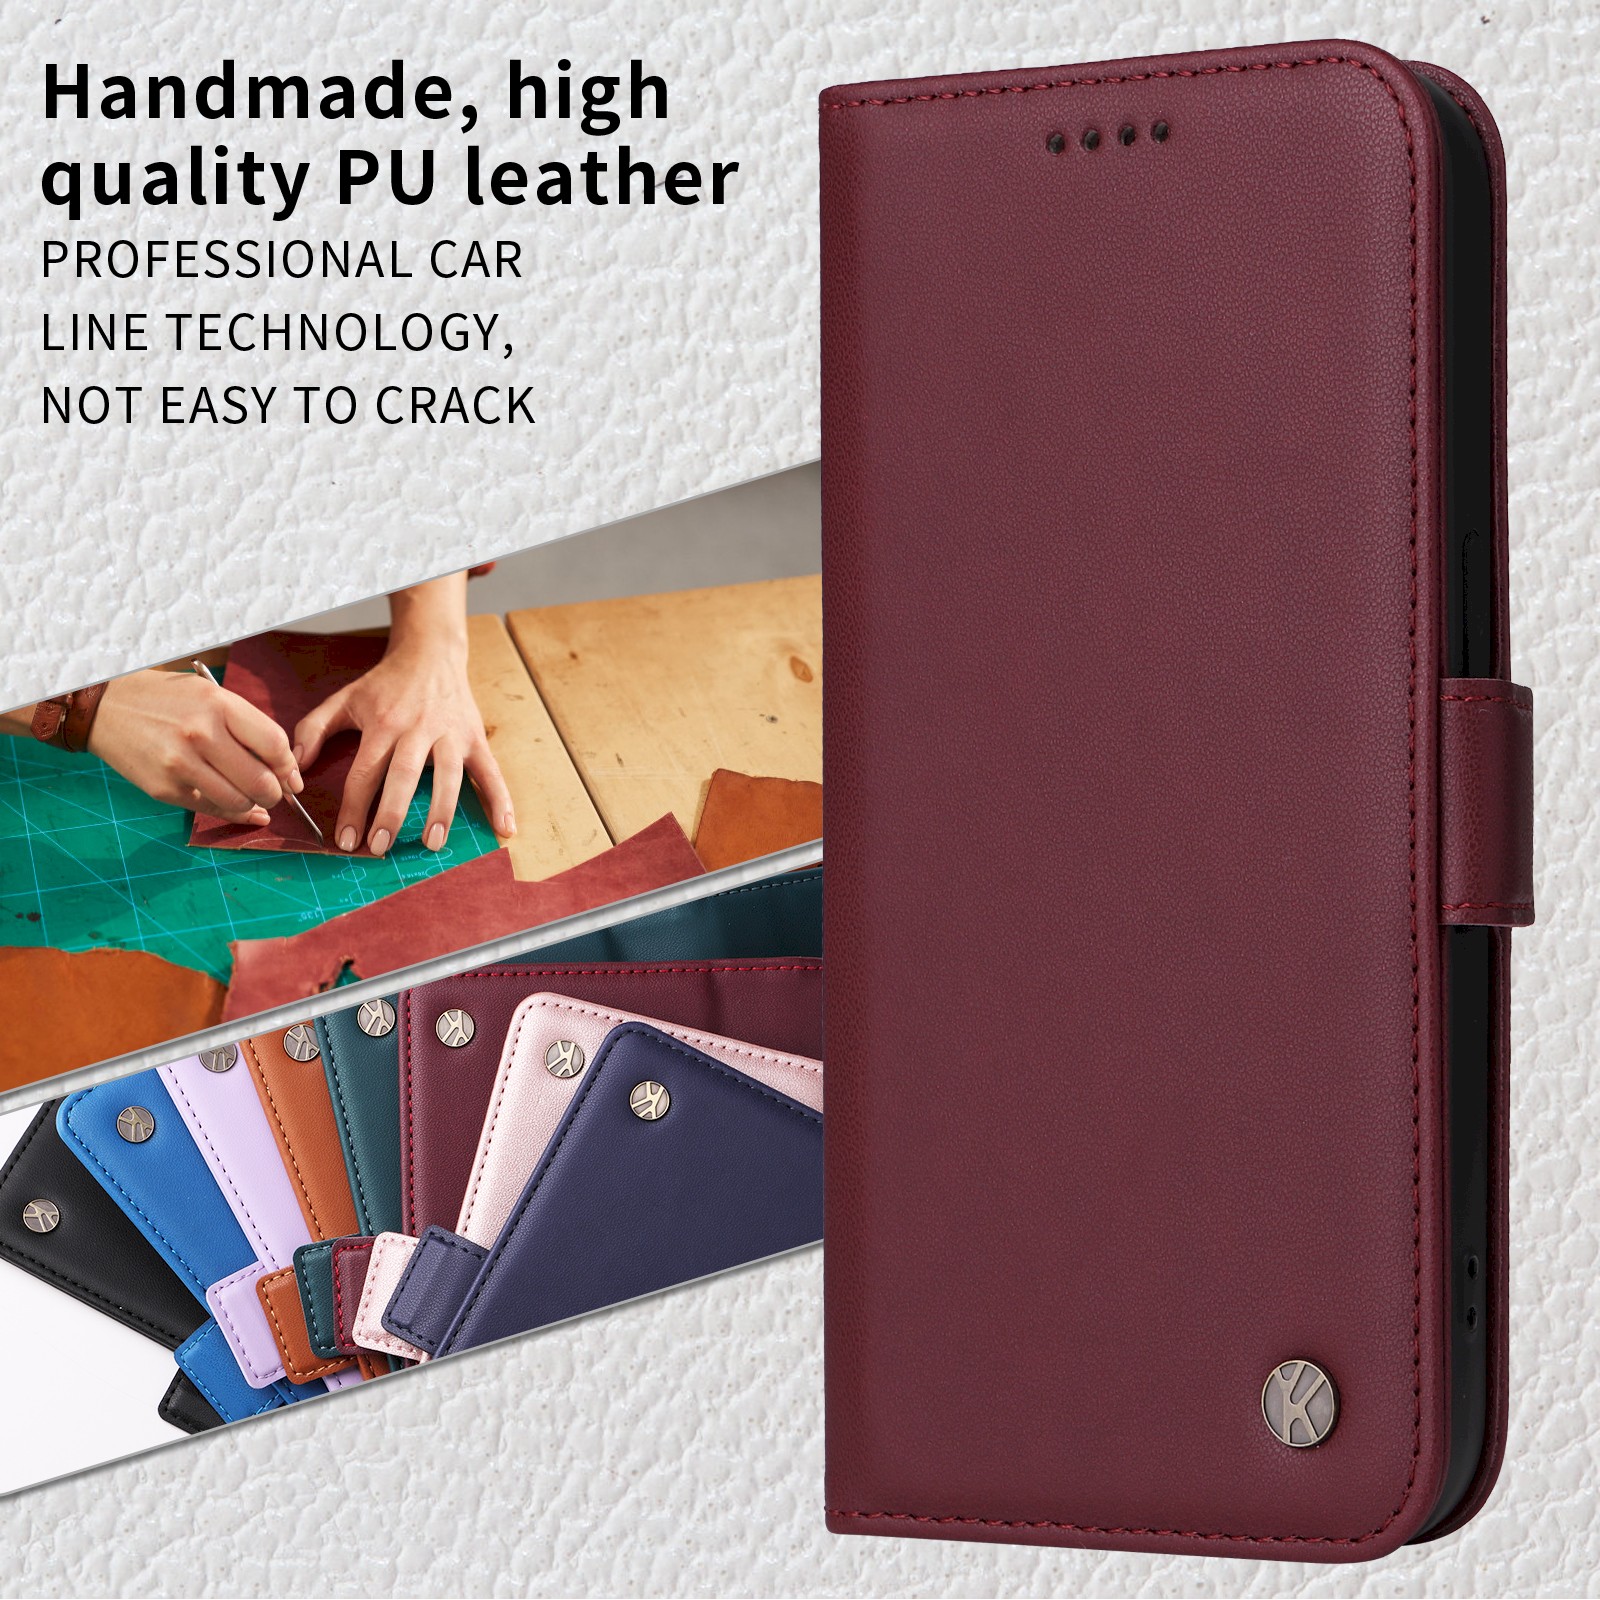 Handmade, high
quality PU leather
PROFESSIONAL CAR
LINE TECHNOLOGY,
NOT EASY TO CRACK